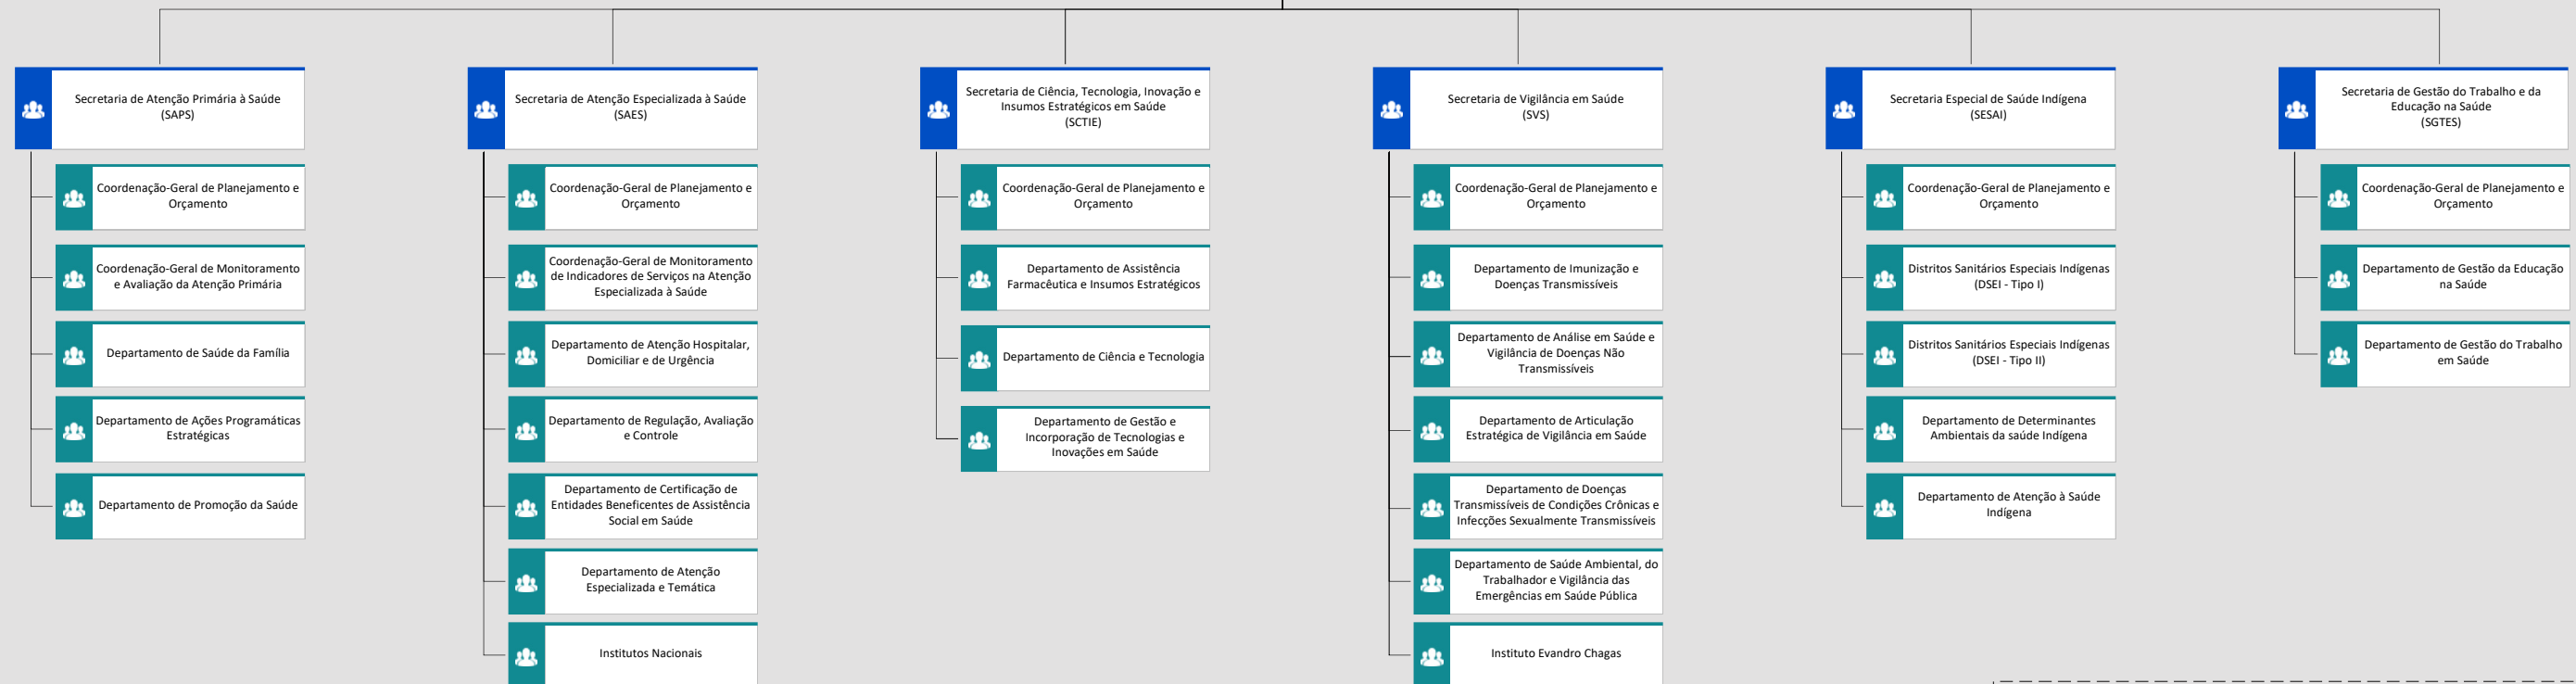 Secretaria de Atenção Primária à Saúde
(SAPS)
Coordenação-Geral de Planejamento e
Orçamento
Coordenação-Geral de Monitoramento
e Avaliação da Atenção Primária
Departamento de Saúde da Família
Departamento de Ações Programáticas
Estratégicas
Departamento de Promoção da Saúde
Secretaria de Atenção Especializada à Saúde
(SAES)
Coordenação-Geral de Planejamento e
Orçamento
Coordenação-Geral de Monitoramento
de Indicadores de Serviços na Atenção
Especializada à Saúde
Departamento de Atenção Hospitalar,
Domiciliar e de Urgência
Departamento de Regulação, Avaliação
e Controle
Departamento de Certificação de
Entidades Beneficentes de Assistência
Social em Saúde
Departamento de Atenção
Especializada e Temática
Institutos Nacionais
Secretaria de Ciência, Tecnologia, Inovação e
Insumos Estratégicos em Saúde
(SCTIE)
Coordenação-Geral de Planejamento e
Orçamento
Departamento de Assistência
Farmacêutica e Insumos Estratégicos
Departamento de Ciência e Tecnologia
Departamento de Gestão e
Incorporação de Tecnologias e
Inovações em Saúde
Secretaria de Vigilância em Saúde
(SVS)
Coordenação-Geral de Planejamento e
Orçamento
Departamento de Imunização e
Doenças Transmissíveis
Departamento de Análise em Saúde e
Vigilância de Doenças Não
Transmissíveis
Departamento de Articulação
Estratégica de Vigilância em Saúde
Departamento de Doenças
Transmissíveis de Condições Crônicas e
Infecções Sexualmente Transmissíveis
Departamento de Saúde Ambiental, do
Trabalhador e Vigilância das
Emergências em Saúde Pública
Instituto Evandro Chagas
Secretaria Especial de Saúde Indígena
(SESAI)
Coordenação-Geral de Planejamento e
Orçamento
Distritos Sanitários Especiais Indígenas
(DSEI - Tipo I)
Distritos Sanitários Especiais Indígenas
(DSEI - Tipo II)
Departamento de Determinantes
Ambientais da saúde Indígena
Departamento de Atenção à Saúde
Indígena
Secretaria de Gestão do Trabalho e da
Educação na Saúde
(SGTES)
Coordenação-Geral de Planejamento e
Orçamento
Departamento de Gestão da Educação
na Saúde
Departamento de Gestão do Trabalho
em Saúde